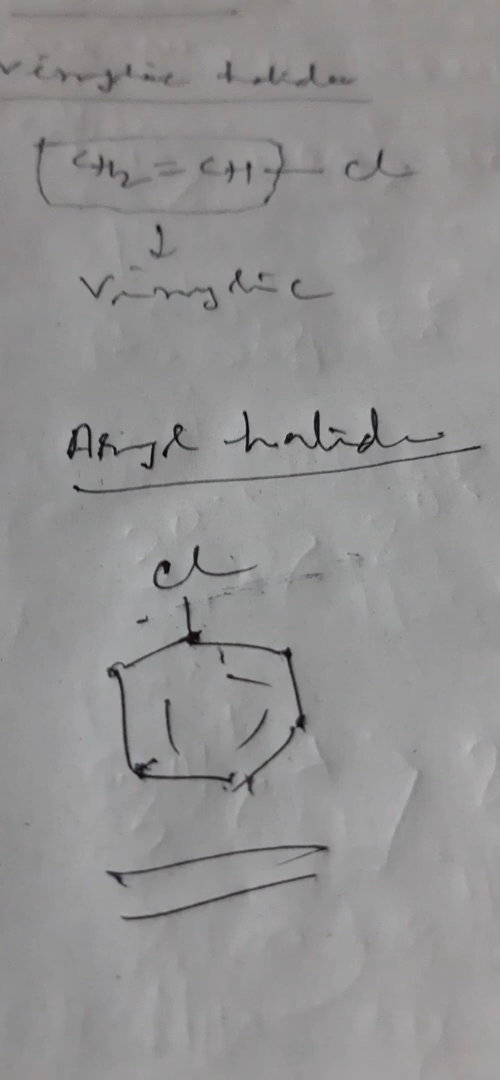 Vinylic halide
CH2 = CH - Cl
Vinylic
Aryl halide
Cl